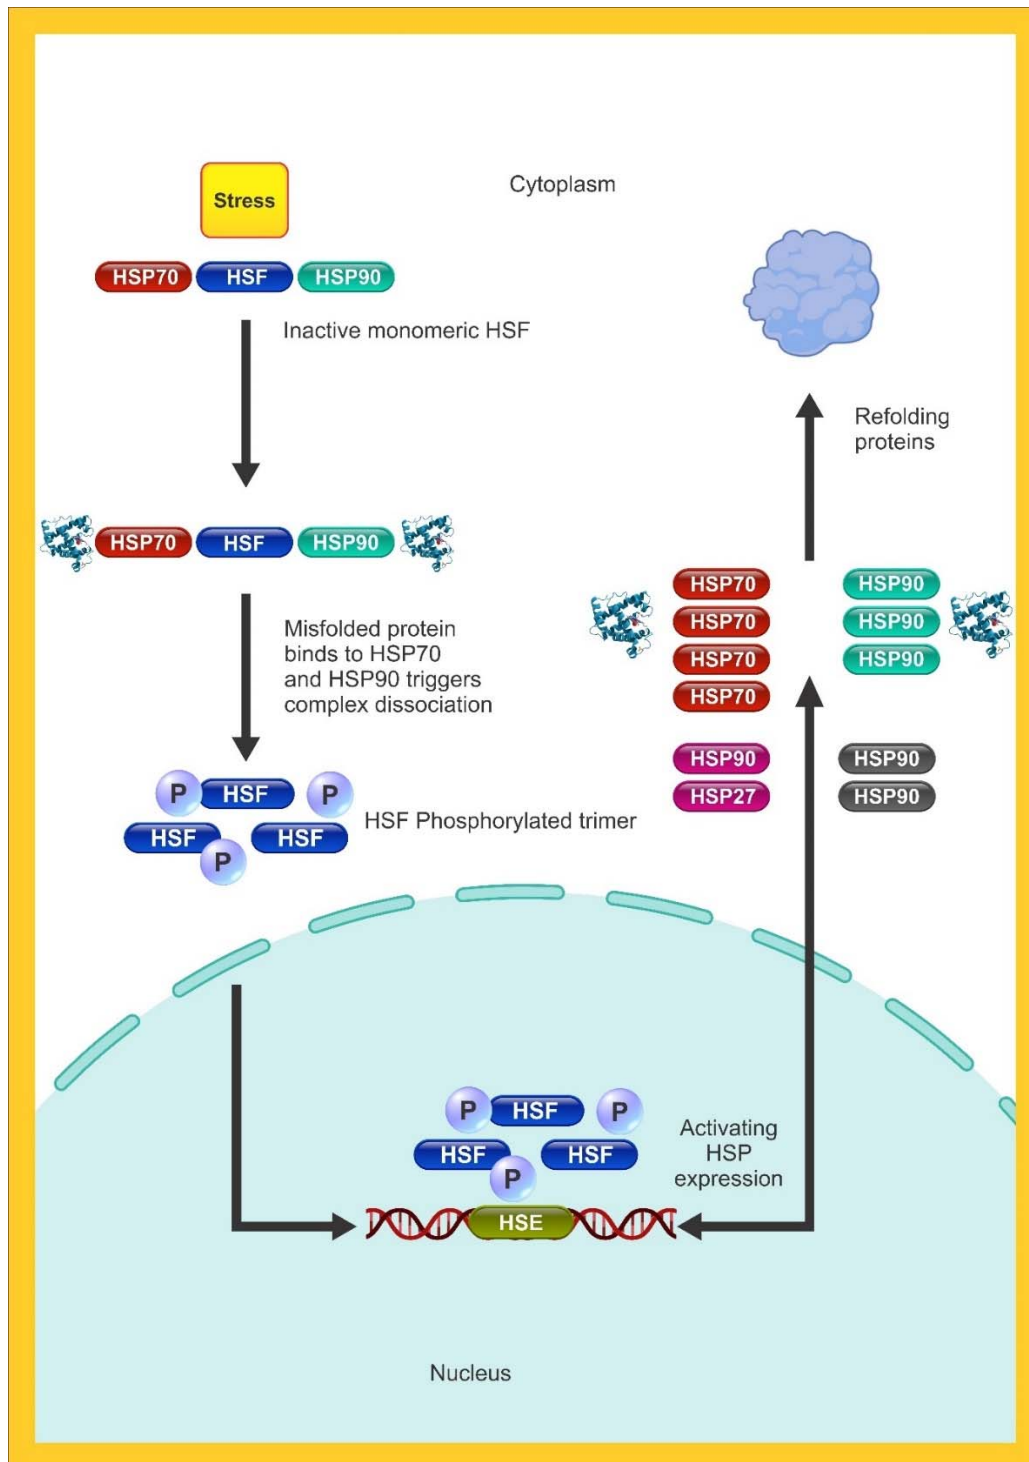 Stress
Cytoplasm
HSP70 HSF HSP90
Inactive monomeric HSF
HSP70 HSF HSP90
Misfolded protein
binds to HSP70
and HSP90 triggers
complex dissociation
P HSF P
HSF HSF
P
HSF Phosphorylated trimer
Refolding
proteins
HSP70 HSP90
HSP70 HSP90
HSP70 HSP90
HSP70
HSP90 HSP90
HSP27 HSP90
P HSF P
HSF HSF
P
Activating
HSP
expression
HSE
Nucleus